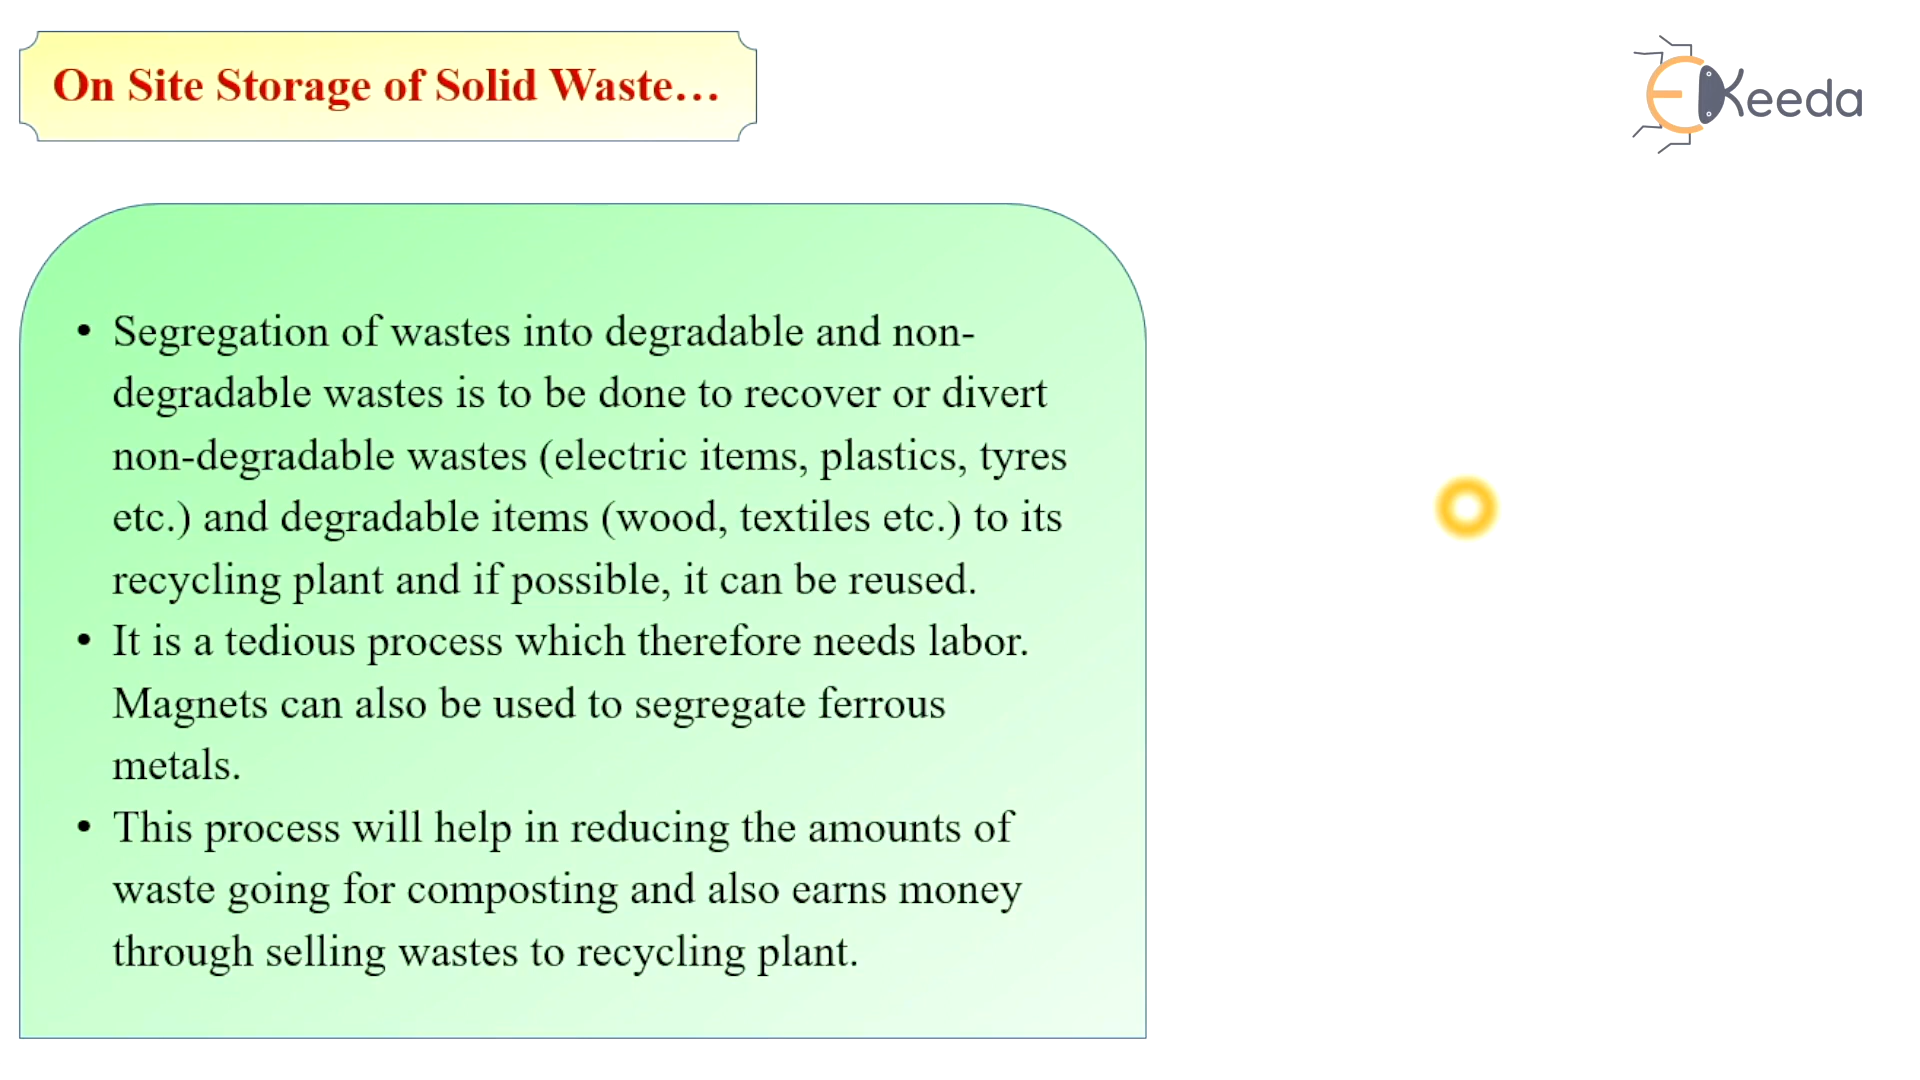 On Site Storage of Solid Waste…
EKeeda
• Segregation of wastes into degradable and non-
degradable wastes is to be done to recover or divert
non-degradable wastes (electric items, plastics, tyres
etc.) and degradable items (wood, textiles etc.) to its
recycling plant and if possible, it can be reused.
• It is a tedious process which therefore needs labor.
Magnets can also be used to segregate ferrous
metals.
• This process will help in reducing the amounts of
waste going for composting and also earns money
through selling wastes to recycling plant.